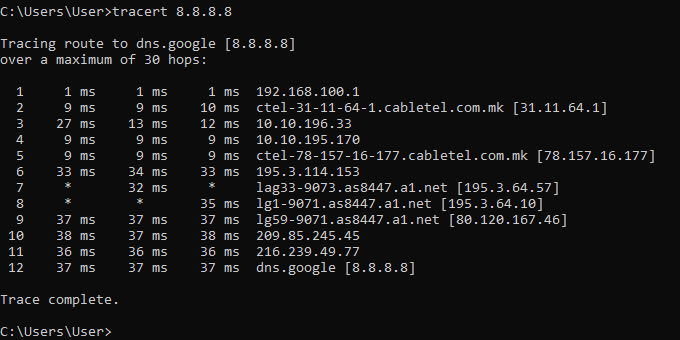 C:\Users\User>tracert 8.8.8.8
Tracing route to dns.google [8.8.8.8]
over a maximum of 30 hops:
1 1 ms 1 ms 1 ms 192.168.100.1
2 9 ms 9 ms 10 ms ctel-31-11-64-1.cabletel.com.mk [31.11.64.1]
3 27 ms 13 ms 12 ms 10.10.196.33
4 9 ms 9 ms 9 ms 10.10.195.170
5 9 ms 9 ms 9 ms ctel-78-157-16-177.cabletel.com.mk [78.157.16.177]
6 33 ms 34 ms 33 ms 195.3.114.153
7 * 32 ms * lag33-9073.as8447.a1.net [195.3.64.57]
8 * * 35 ms lg1-9071.as8447.a1.net [195.3.64.10]
9 37 ms 37 ms 37 ms lg59-9071.as8447.a1.net [80.120.167.46]
10 38 ms 37 ms 38 ms 209.85.245.45
11 36 ms 36 ms 36 ms 216.239.49.77
12 37 ms 37 ms 37 ms dns.google [8.8.8.8]
Trace complete.
C:\Users\User>